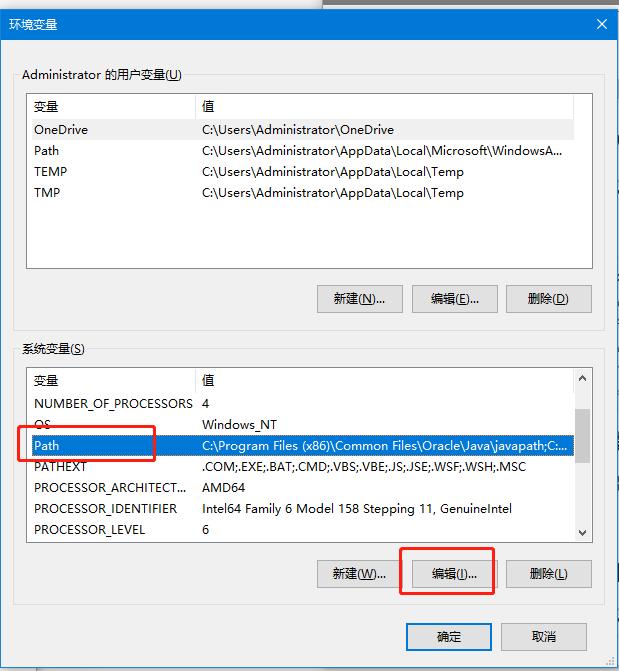 环境变量
Administrator 的用户变量(U)
变量 值
OneDrive C:\Users\Administrator\OneDrive
Path C:\Users\Administrator\AppData\Local\Microsoft\WindowsA...
TEMP C:\Users\Administrator\AppData\Local\Temp
TMP C:\Users\Administrator\AppData\Local\Temp
新建(N)... 编辑(E)... 删除(D)
系统变量(S)
变量 值
NUMBER_OF_PROCESSORS 4
OS Windows_NT
Path C:\Program Files (x86)\Common Files\Oracle\Java\javapath;C:...
PATHEXT .COM;.EXE;.BAT;.CMD;.VBS;.VBE;.JS;.JSE;.WSF;.WSH;.MSC
PROCESSOR_ARCHITECT... AMD64
PROCESSOR_IDENTIFIER Intel64 Family 6 Model 158 Stepping 11, GenuineIntel
PROCESSOR_LEVEL 6
新建(W)... 编辑(I)... 删除(L)
确定 取消